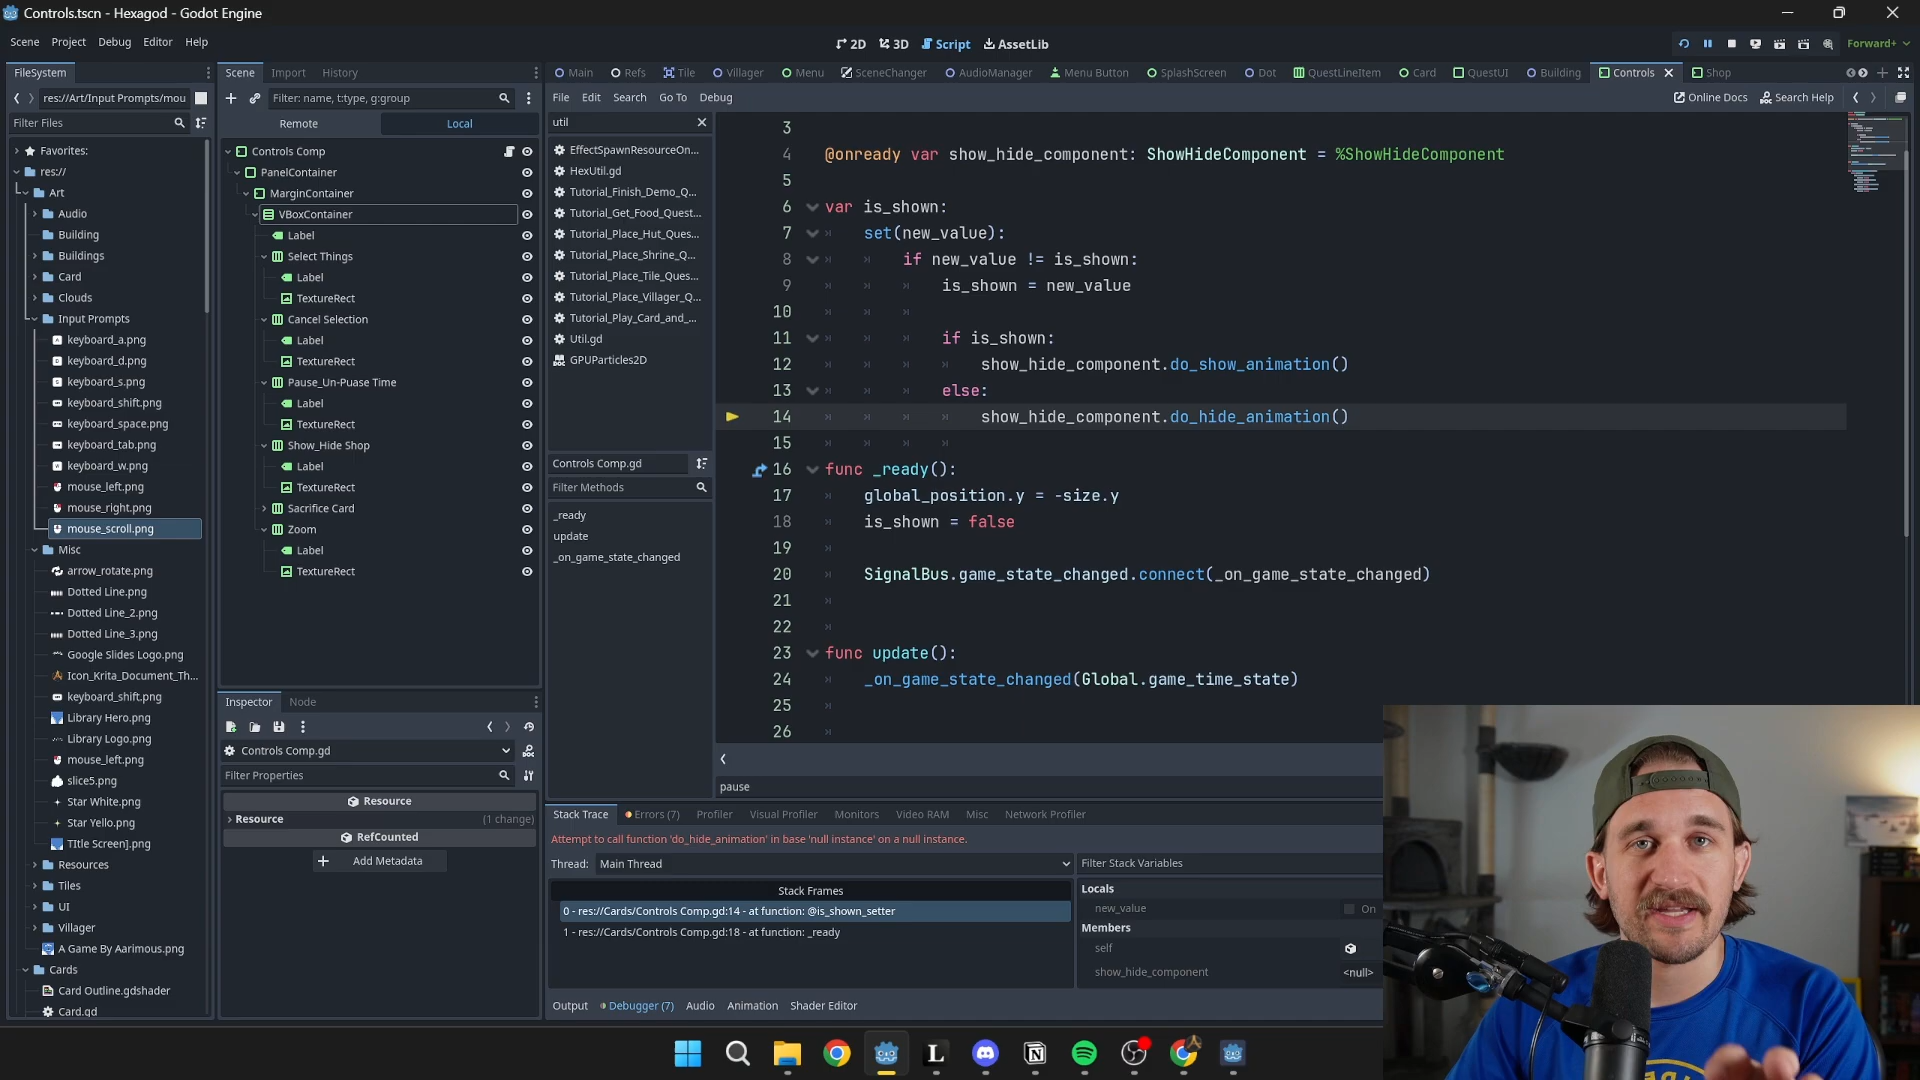 Controls.tscn - Hexagod - Godot Engine
Scene Project Debug Editor Help
2D 3D Script AssetLib
Forward+
FileSystem
Scene Import History
Main Refs Tile Villager Menu SceneChanger AudioManager Menu Button SplashScreen Dot QuestLineItem Card QuestUI Building Controls Shop
res://Art/Input Prompts/mou
Filter: name, t:type, g:group
File Edit Search Go To Debug
Online Docs Search Help
Filter Files
Remote Local
util
Favorites:
res://
Art
Audio
Building
Buildings
Card
Clouds
Input Prompts
keyboard_a.png
keyboard_d.png
keyboard_s.png
keyboard_shift.png
keyboard_space.png
keyboard_tab.png
keyboard_w.png
mouse_left.png
mouse_right.png
mouse_scroll.png
Misc
arrow_rotate.png
Dotted Line.png
Dotted Line_2.png
Dotted Line_3.png
Google Slides Logo.png
Icon_Krita_Document_Th...
keyboard_shift.png
Library Hero.png
Library Logo.png
mouse_left.png
slice5.png
Star White.png
Star Yello.png
TItle Screen].png
Resources
Tiles
UI
Villager
A Game By Aarimous.png
Cards
Card Outline.gdshader
Card.gd
Controls Comp
PanelContainer
MarginContainer
VBoxContainer
Label
Select Things
Label
TextureRect
Cancel Selection
Label
TextureRect
Pause_Un-Puase Time
Label
TextureRect
Show_Hide Shop
Label
TextureRect
Sacrifice Card
Zoom
Label
TextureRect
Inspector Node
Controls Comp.gd
Filter Properties
Resource
Resource (1 change)
RefCounted
Add Metadata
EffectSpawnResourceOn...
HexUtil.gd
Tutorial_Finish_Demo_Q...
Tutorial_Get_Food_Quest...
Tutorial_Place_Hut_Ques...
Tutorial_Place_Shrine_Q...
Tutorial_Place_Tile_Ques...
Tutorial_Place_Villager_Q...
Tutorial_Play_Card_and_...
Util.gd
GPUParticles2D
Controls Comp.gd
Filter Methods
_ready
update
_on_game_state_changed
3
4 @onready var show_hide_component: ShowHideComponent = %ShowHideComponent
5
6 var is_shown:
7 set(new_value):
8 if new_value != is_shown:
9 is_shown = new_value
10
11 if is_shown:
12 show_hide_component.do_show_animation()
13 else:
14 show_hide_component.do_hide_animation()
15
16 func _ready():
17 global_position.y = -size.y
18 is_shown = false
19
20 SignalBus.game_state_changed.connect(_on_game_state_changed)
21
22
23 func update():
24 _on_game_state_changed(Global.game_time_state)
25
26
pause
Stack Trace Errors (7) Profiler Visual Profiler Monitors Video RAM Misc Network Profiler
Attempt to call function 'do_hide_animation' in base 'null instance' on a null instance.
Thread: Main Thread
Filter Stack Variables
Stack Frames
0 - res://Cards/Controls Comp.gd:14 - at function: @is_shown_setter
1 - res://Cards/Controls Comp.gd:18 - at function: _ready
Locals
new_value On
Members
self
show_hide_component <null>
Output Debugger (7) Audio Animation Shader Editor